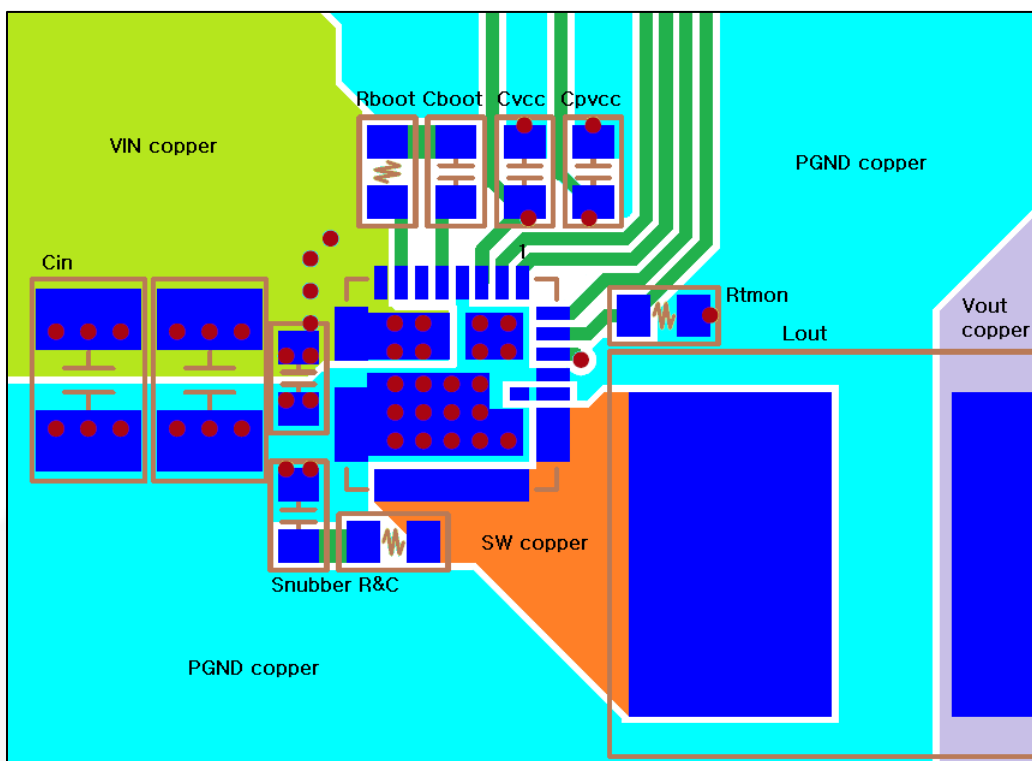 Rboot
Cboot
Cvcc
Cpvcc
VIN copper
PGND copper
1
Cin
Rtmon
Vout
copper
Lout
SW copper
Snubber R&C
PGND copper